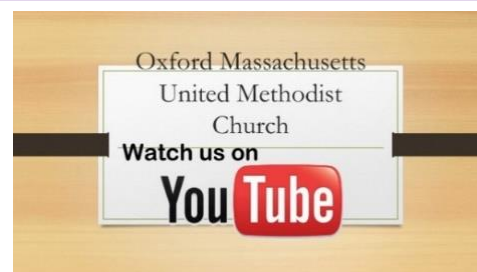 Oxford Massachusetts
United Methodist
Church
Watch us on
YouTube